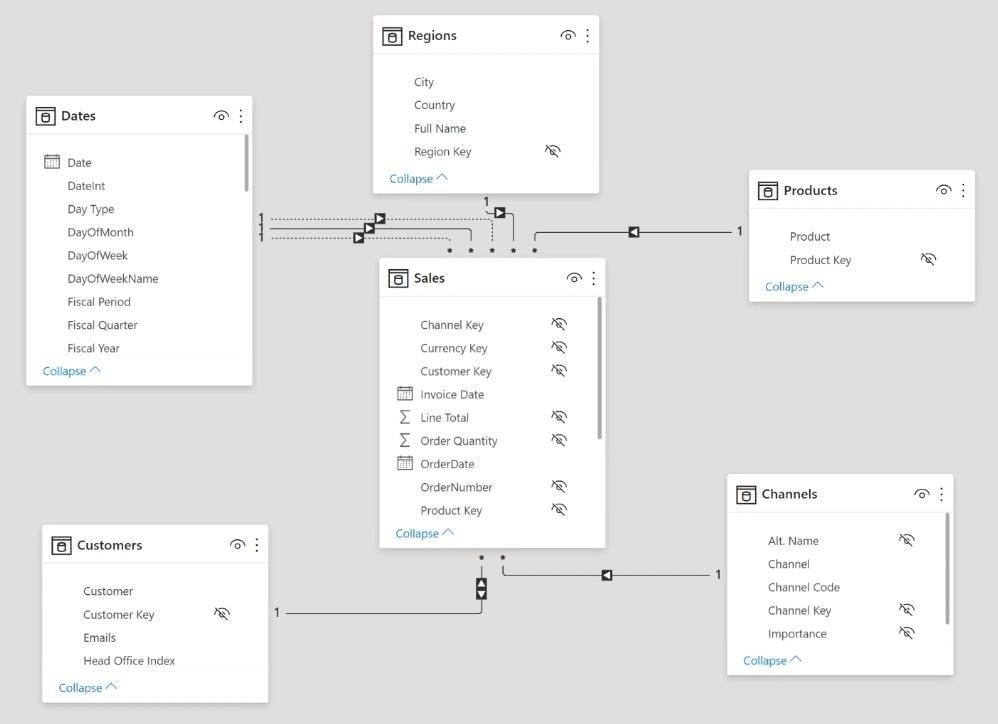 Regions
City
Country
Full Name
Region Key
Collapse
Dates
Date
DateInt
Day Type
DayOfMonth
DayOfWeek
DayOfWeekName
Fiscal Period
Fiscal Quarter
Fiscal Year
Collapse
Products
Product
Product Key
Collapse
1
1
1
1
1
* * * * *
Sales
Channel Key
Currency Key
Customer Key
Invoice Date
Line Total
Order Quantity
OrderDate
OrderNumber
Product Key
Collapse
* *
1
1
Channels
Alt. Name
Channel
Channel Code
Channel Key
Importance
Collapse
Customers
Customer
Customer Key
Emails
Head Office Index
Collapse